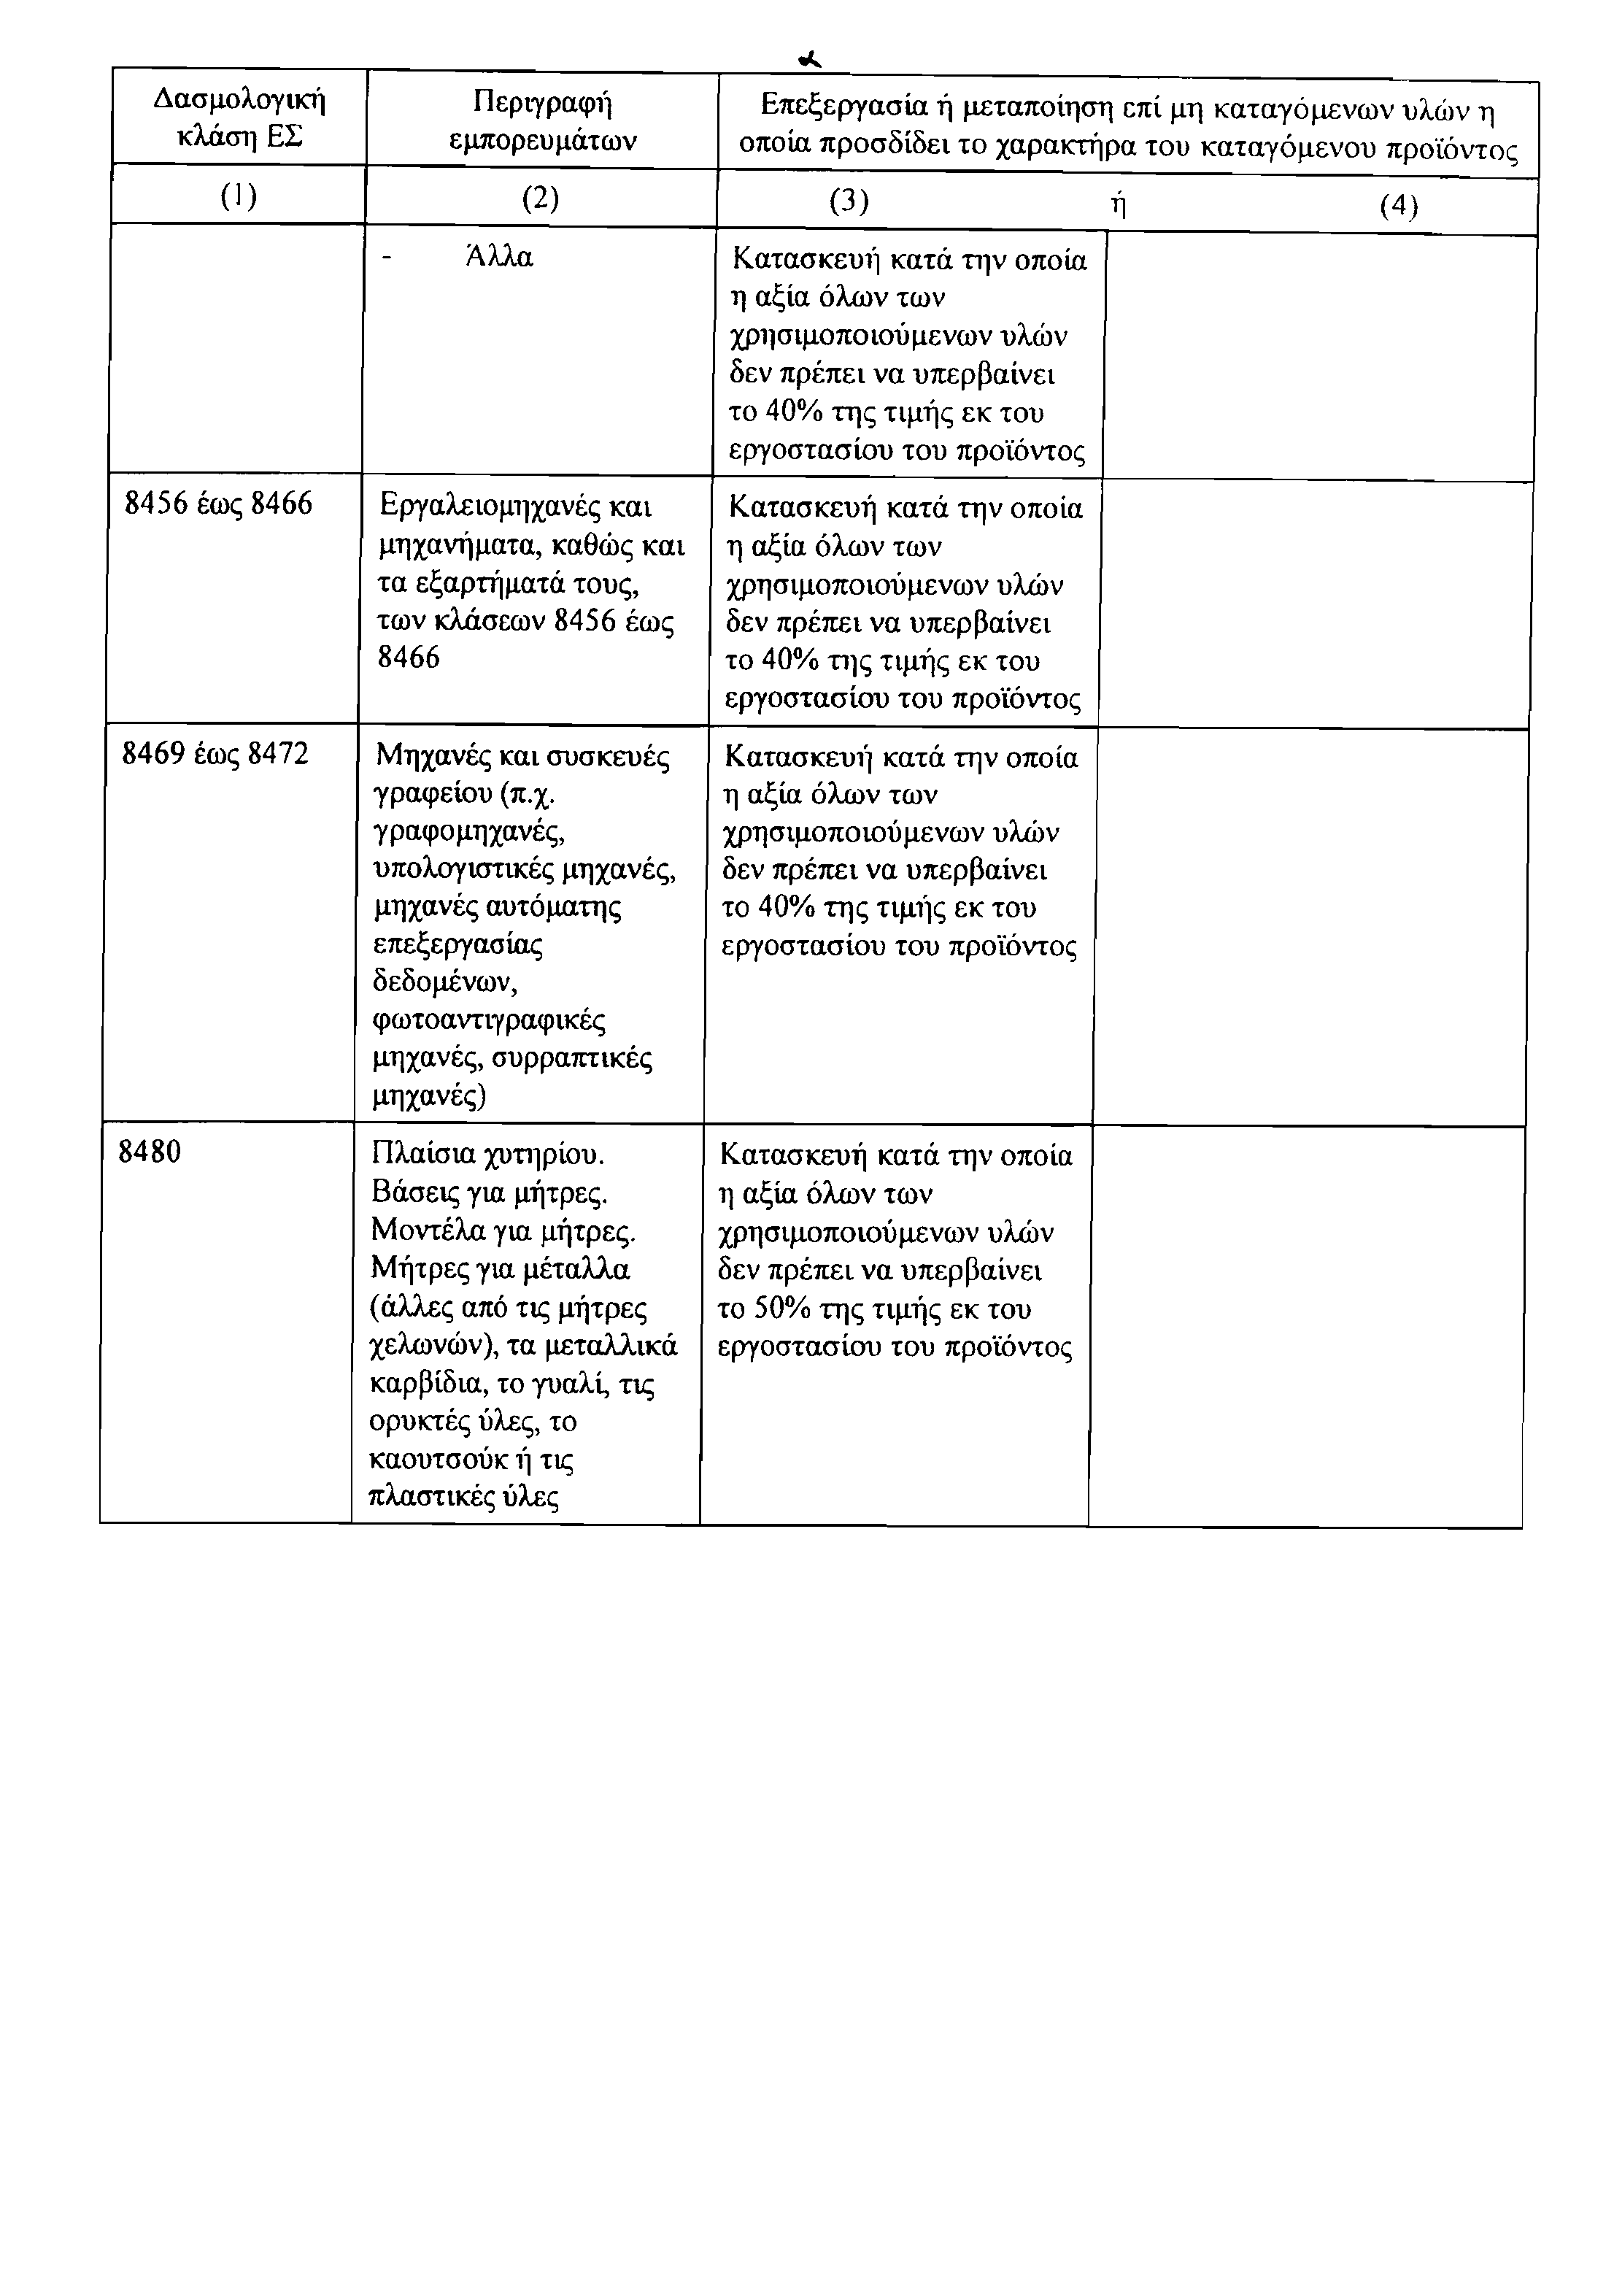 Δασμολογική
κλάση ΕΣ
Περιγραφή
εμπορευμάτων
Επεξεργασία ή μεταποίηση επί μη καταγόμενων υλών η
οποία προσδίδει το χαρακτήρα του καταγόμενου προϊόντος
(1)
(2)
(3) ή (4)
- Άλλα
Κατασκευή κατά την οποία
η αξία όλων των
χρησιμοποιούμενων υλών
δεν πρέπει να υπερβαίνει
το 40% της τιμής εκ του
εργοστασίου του προϊόντος
8456 έως 8466
Εργαλειομηχανές και
μηχανήματα, καθώς και
τα εξαρτήματά τους,
των κλάσεων 8456 έως
8466
Κατασκευή κατά την οποία
η αξία όλων των
χρησιμοποιούμενων υλών
δεν πρέπει να υπερβαίνει
το 40% της τιμής εκ του
εργοστασίου του προϊόντος
8469 έως 8472
Μηχανές και συσκευές
γραφείου (π.χ.
γραφομηχανές,
υπολογιστικές μηχανές,
μηχανές αυτόματης
επεξεργασίας
δεδομένων,
φωτοαντιγραφικές
μηχανές, συρραπτικές
μηχανές)
Κατασκευή κατά την οποία
η αξία όλων των
χρησιμοποιούμενων υλών
δεν πρέπει να υπερβαίνει
το 40% της τιμής εκ του
εργοστασίου του προϊόντος
8480
Πλαίσια χυτηρίου.
Βάσεις για μήτρες.
Μοντέλα για μήτρες.
Μήτρες για μέταλλα
(άλλες από τις μήτρες
χελωνών), τα μεταλλικά
καρβίδια, το γυαλί, τις
ορυκτές ύλες, το
καουτσούκ ή τις
πλαστικές ύλες
Κατασκευή κατά την οποία
η αξία όλων των
χρησιμοποιούμενων υλών
δεν πρέπει να υπερβαίνει
το 50% της τιμής εκ του
εργοστασίου του προϊόντος